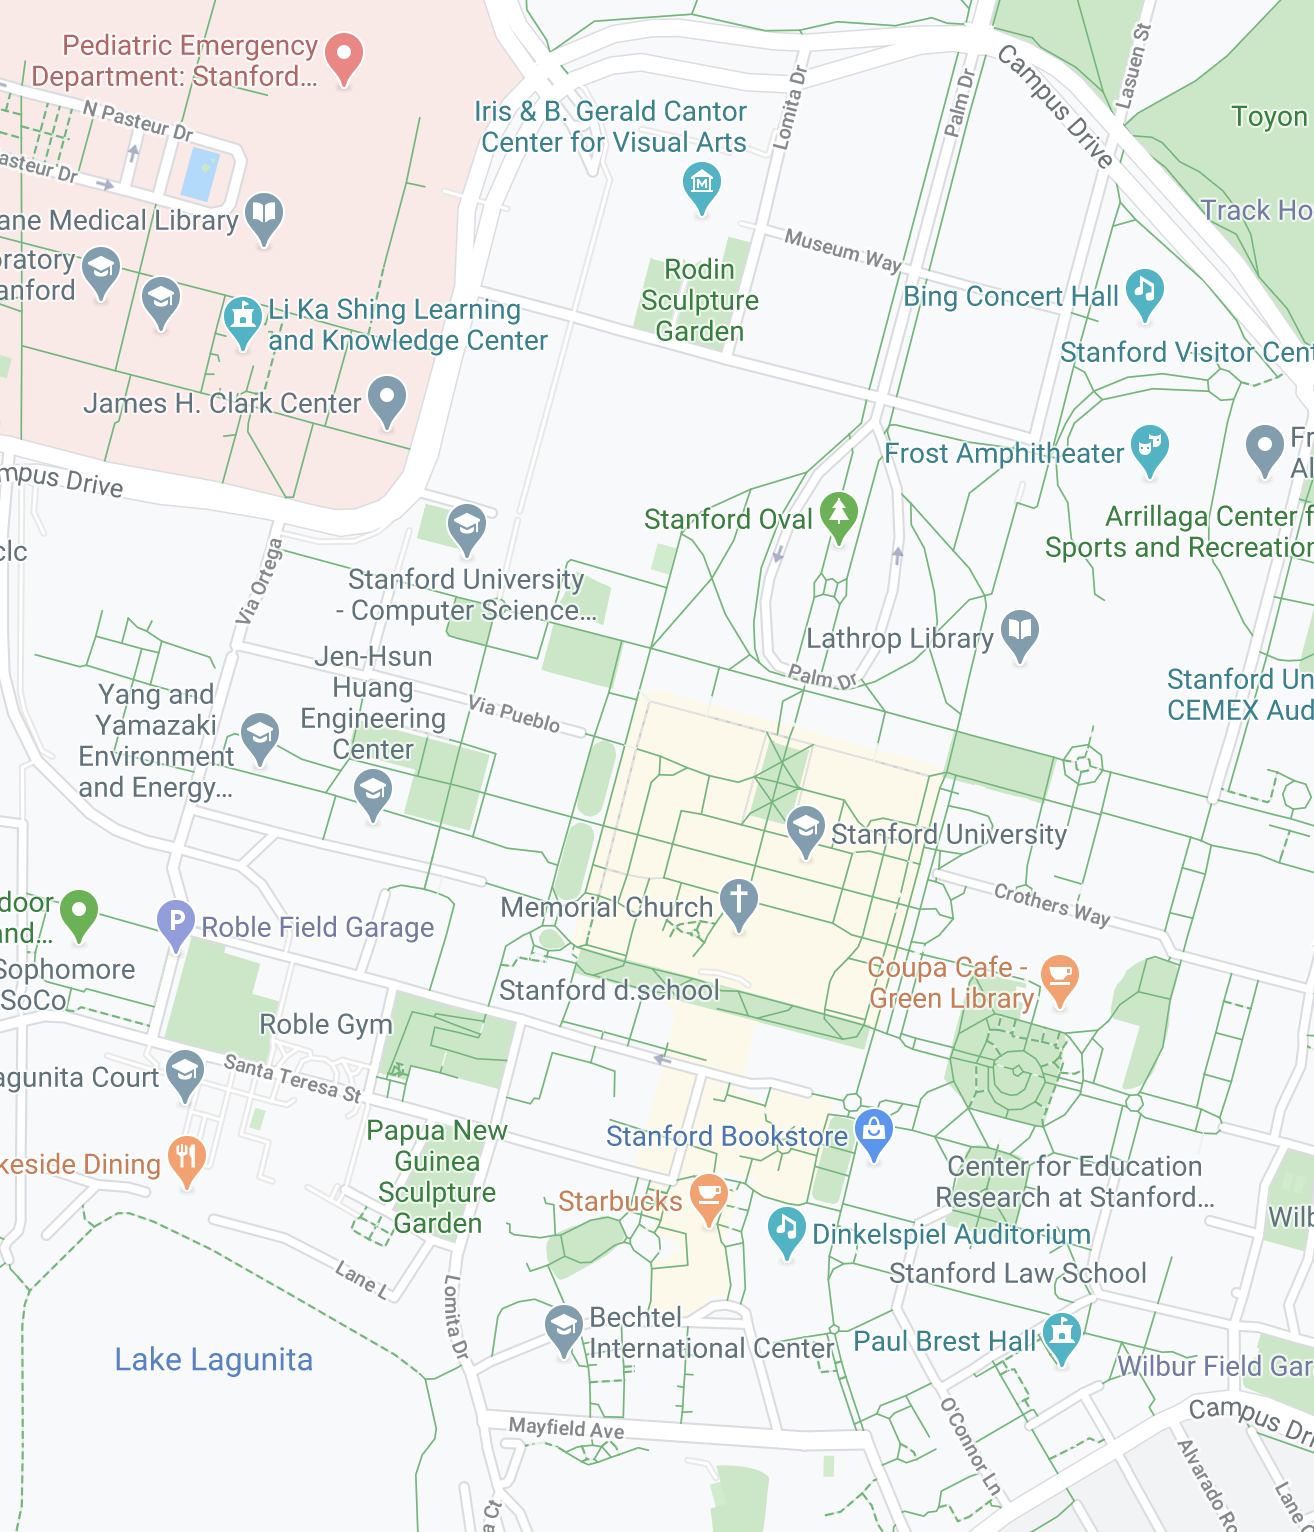 Pediatric Emergency
Department: Stanford...
N Pasteur Dr
asteur Dr
Iris & B. Gerald Cantor
Center for Visual Arts
Lomita Dr
Palm Dr
Campus Drive
Lasuen St
Toyon
Track Ho
ane Medical Library
oratory
anford
Li Ka Shing Learning
and Knowledge Center
James H. Clark Center
Rodin
Sculpture
Garden
Museum Way
Bing Concert Hall
Stanford Visitor Cent
Frost Amphitheater
Fr
Al
mpus Drive
Stanford Oval
Arrillaga Center f
Sports and Recreation
clc
Via Ortega
Stanford University
- Computer Science...
Lathrop Library
Palm Dr
Stanford Un
CEMEX Aud
Jen-Hsun
Huang
Engineering
Center
Yang and
Yamazaki
Environment
and Energy...
Via Pueblo
Stanford University
Crothers Way
Memorial Church
door
and...
P
Roble Field Garage
Sophomore
SoCo
Stanford d.school
Coupa Cafe -
Green Library
Roble Gym
Santa Teresa St
agunita Court
Papua New
Guinea
Sculpture
Garden
Stanford Bookstore
keside Dining
Starbucks
Center for Education
Research at Stanford...
Wilb
Dinkelspiel Auditorium
Stanford Law School
Lane L
Lomita Dr
Bechtel
International Center
Paul Brest Hall
Wilbur Field Gar
Lake Lagunita
Mayfield Ave
O'Connor Ln
Campus Dri
Alvarado Ro
Lane
a Ct